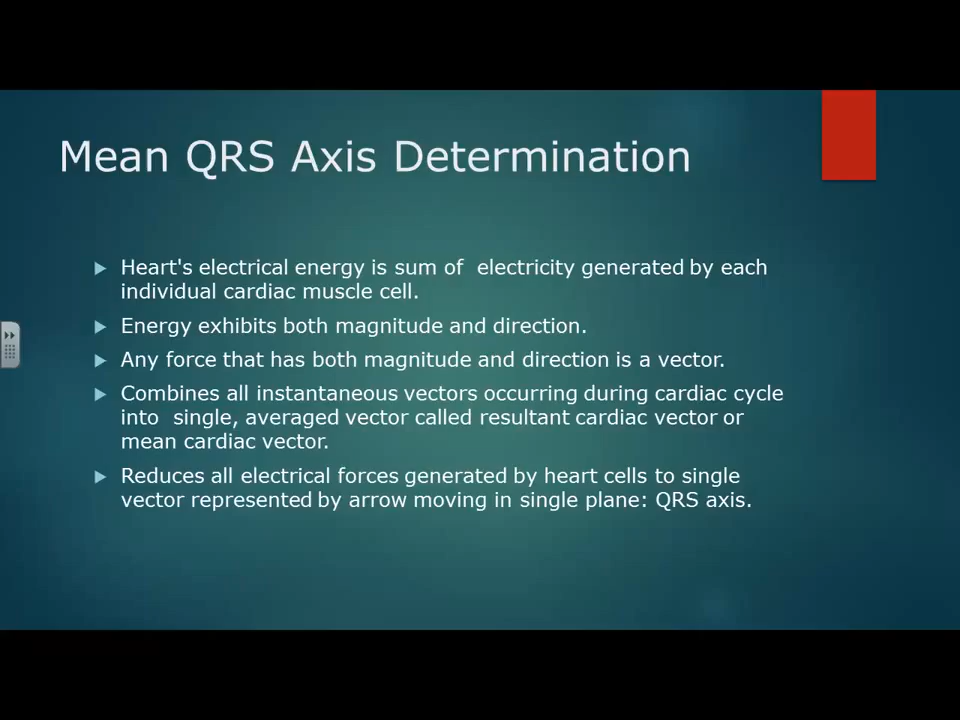 Mean QRS Axis Determination
Heart's electrical energy is sum of electricity generated by each
individual cardiac muscle cell.
Energy exhibits both magnitude and direction.
Any force that has both magnitude and direction is a vector.
Combines all instantaneous vectors occurring during cardiac cycle
into single, averaged vector called resultant cardiac vector or
mean cardiac vector.
Reduces all electrical forces generated by heart cells to single
vector represented by arrow moving in single plane: QRS axis.